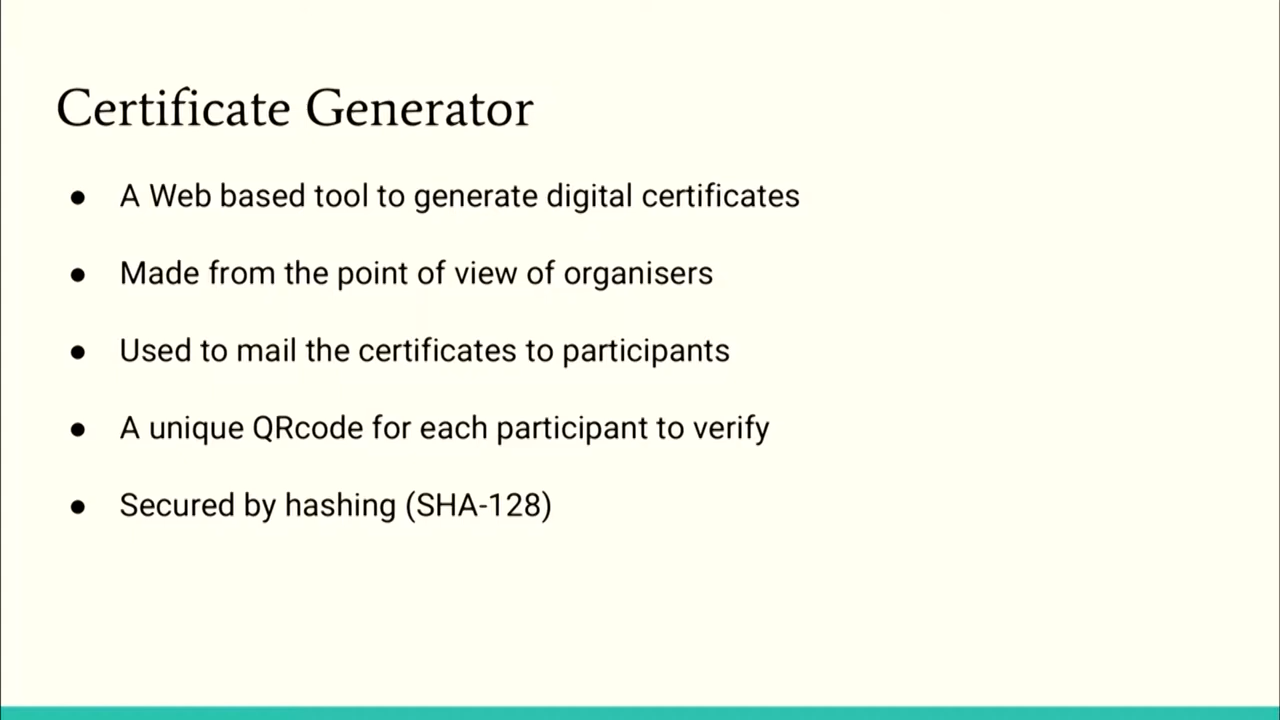 Certificate Generator
● A Web based tool to generate digital certificates
● Made from the point of view of organisers
● Used to mail the certificates to participants
● A unique QRcode for each participant to verify
● Secured by hashing (SHA-128)